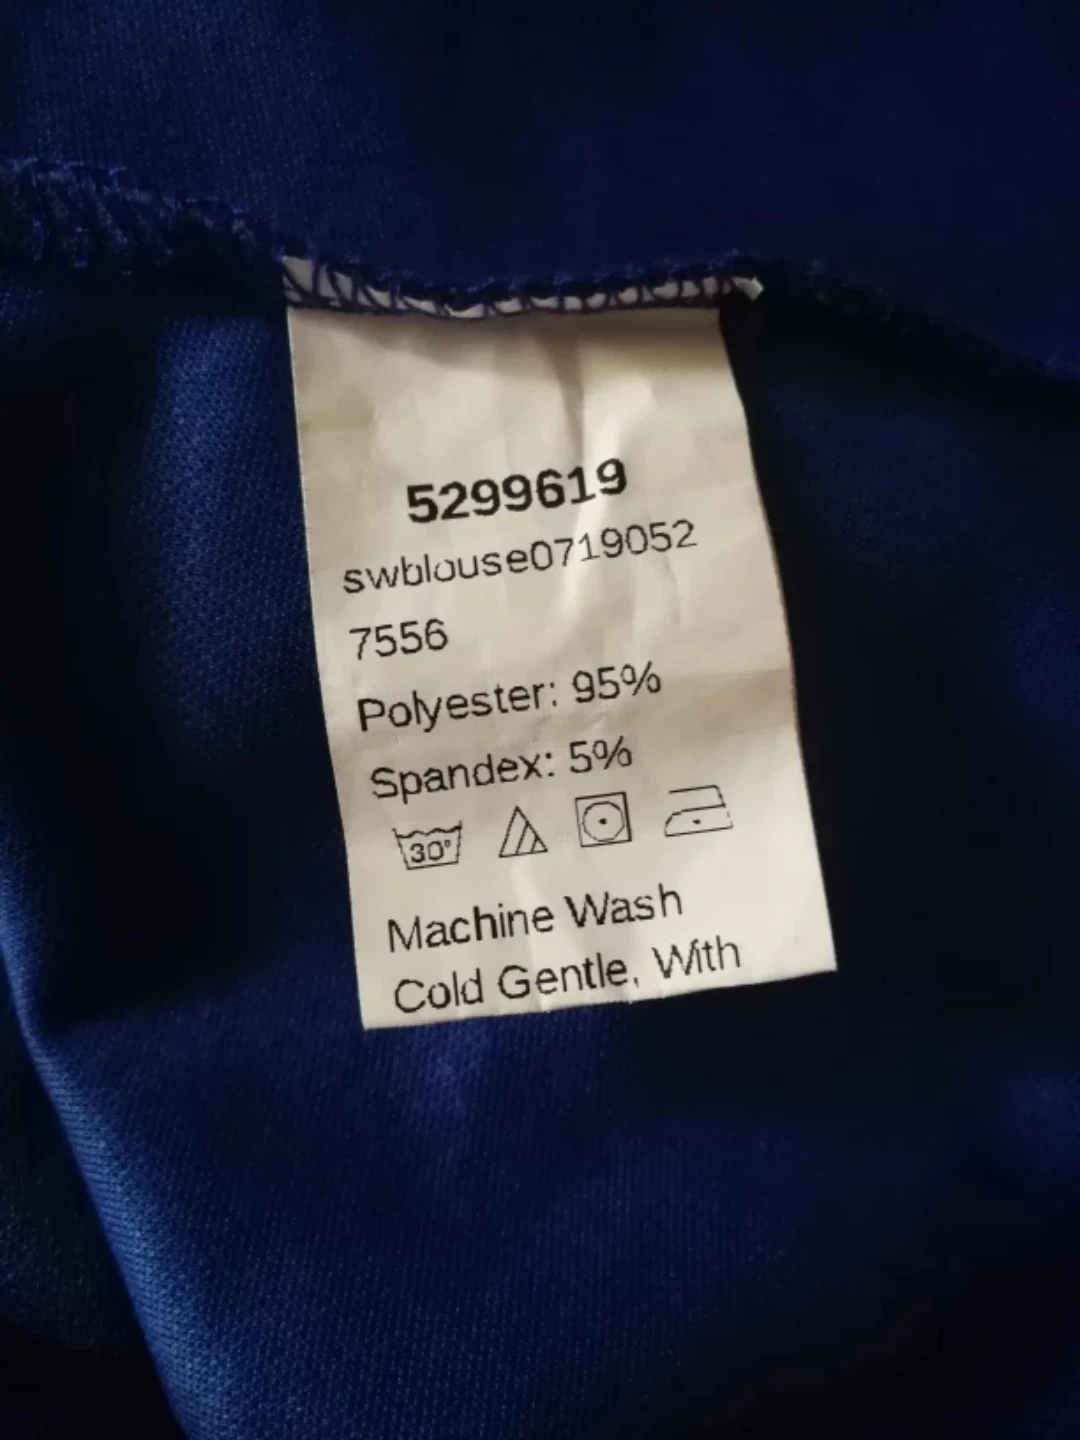 5299619
swblouse0719052
7556
Polyester: 95%
Spandex: 5%
30°
Machine Wash
Cold Gentle, With